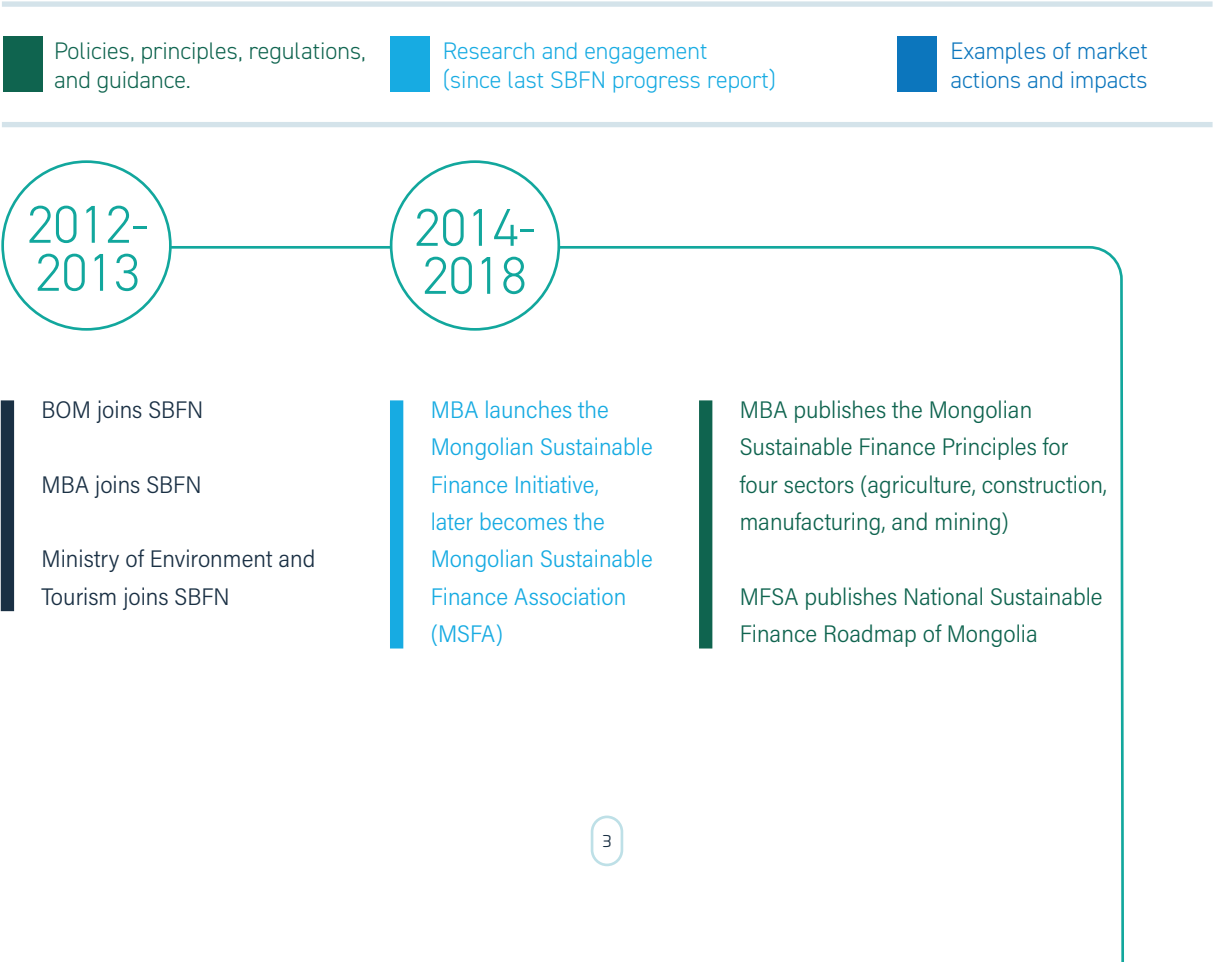 Policies, principles, regulations,
and guidance.
Research and engagement
(since last SBFN progress report)
Examples of market
actions and impacts
2012-
2013
2014-
2018
BOM joins SBFN
MBA joins SBFN
Ministry of Environment and
Tourism joins SBFN
MBA launches the
Mongolian Sustainable
Finance Initiative,
later becomes the
Mongolian Sustainable
Finance Association
(MSFA)
MBA publishes the Mongolian
Sustainable Finance Principles for
four sectors (agriculture, construction,
manufacturing, and mining)
MFSA publishes National Sustainable
Finance Roadmap of Mongolia
3